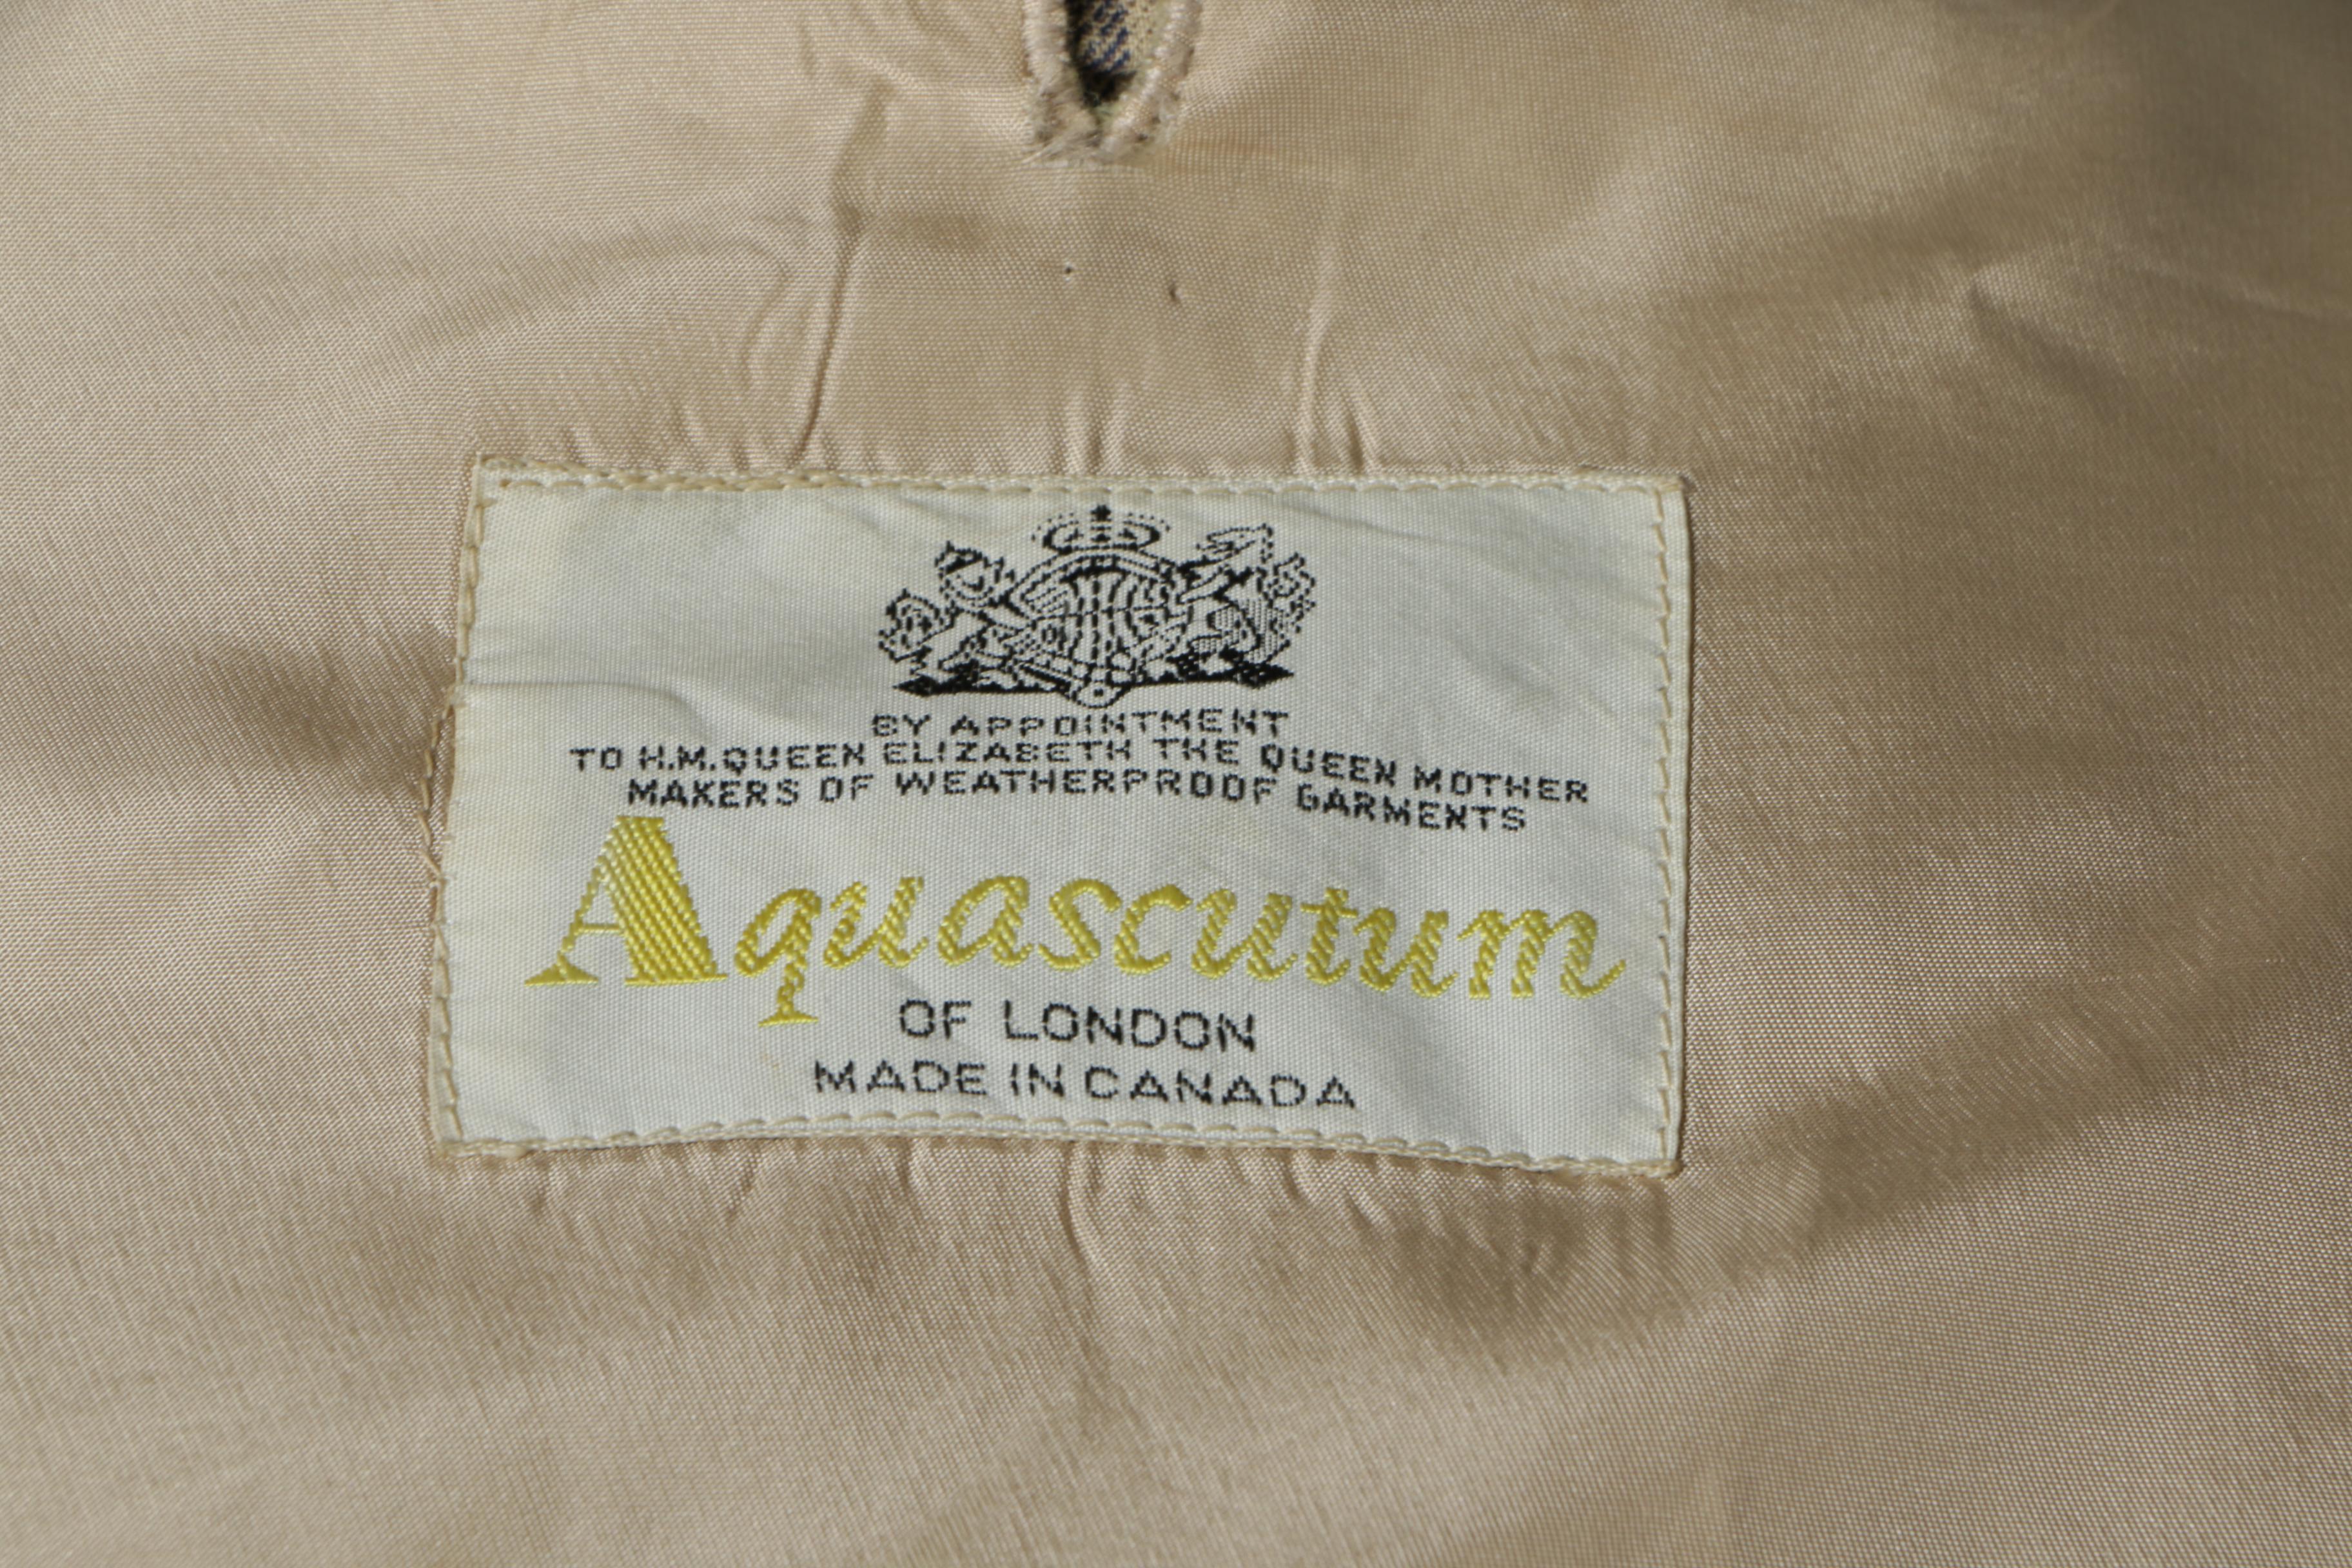 BY APPOINTMENT
TO H.M.QUEEN ELIZABETH THE QUEEN MOTHER
MAKERS OF WEATHERPROOF GARMENTS
Aquascutum
OF LONDON
MADE IN CANADA